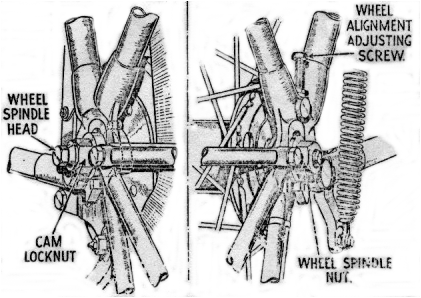 WHEEL
SPINDLE
HEAD
CAM
LOCKNUT
WHEEL
ALIGNMENT
ADJUSTING
SCREW.
WHEEL SPINDLE
NUT.